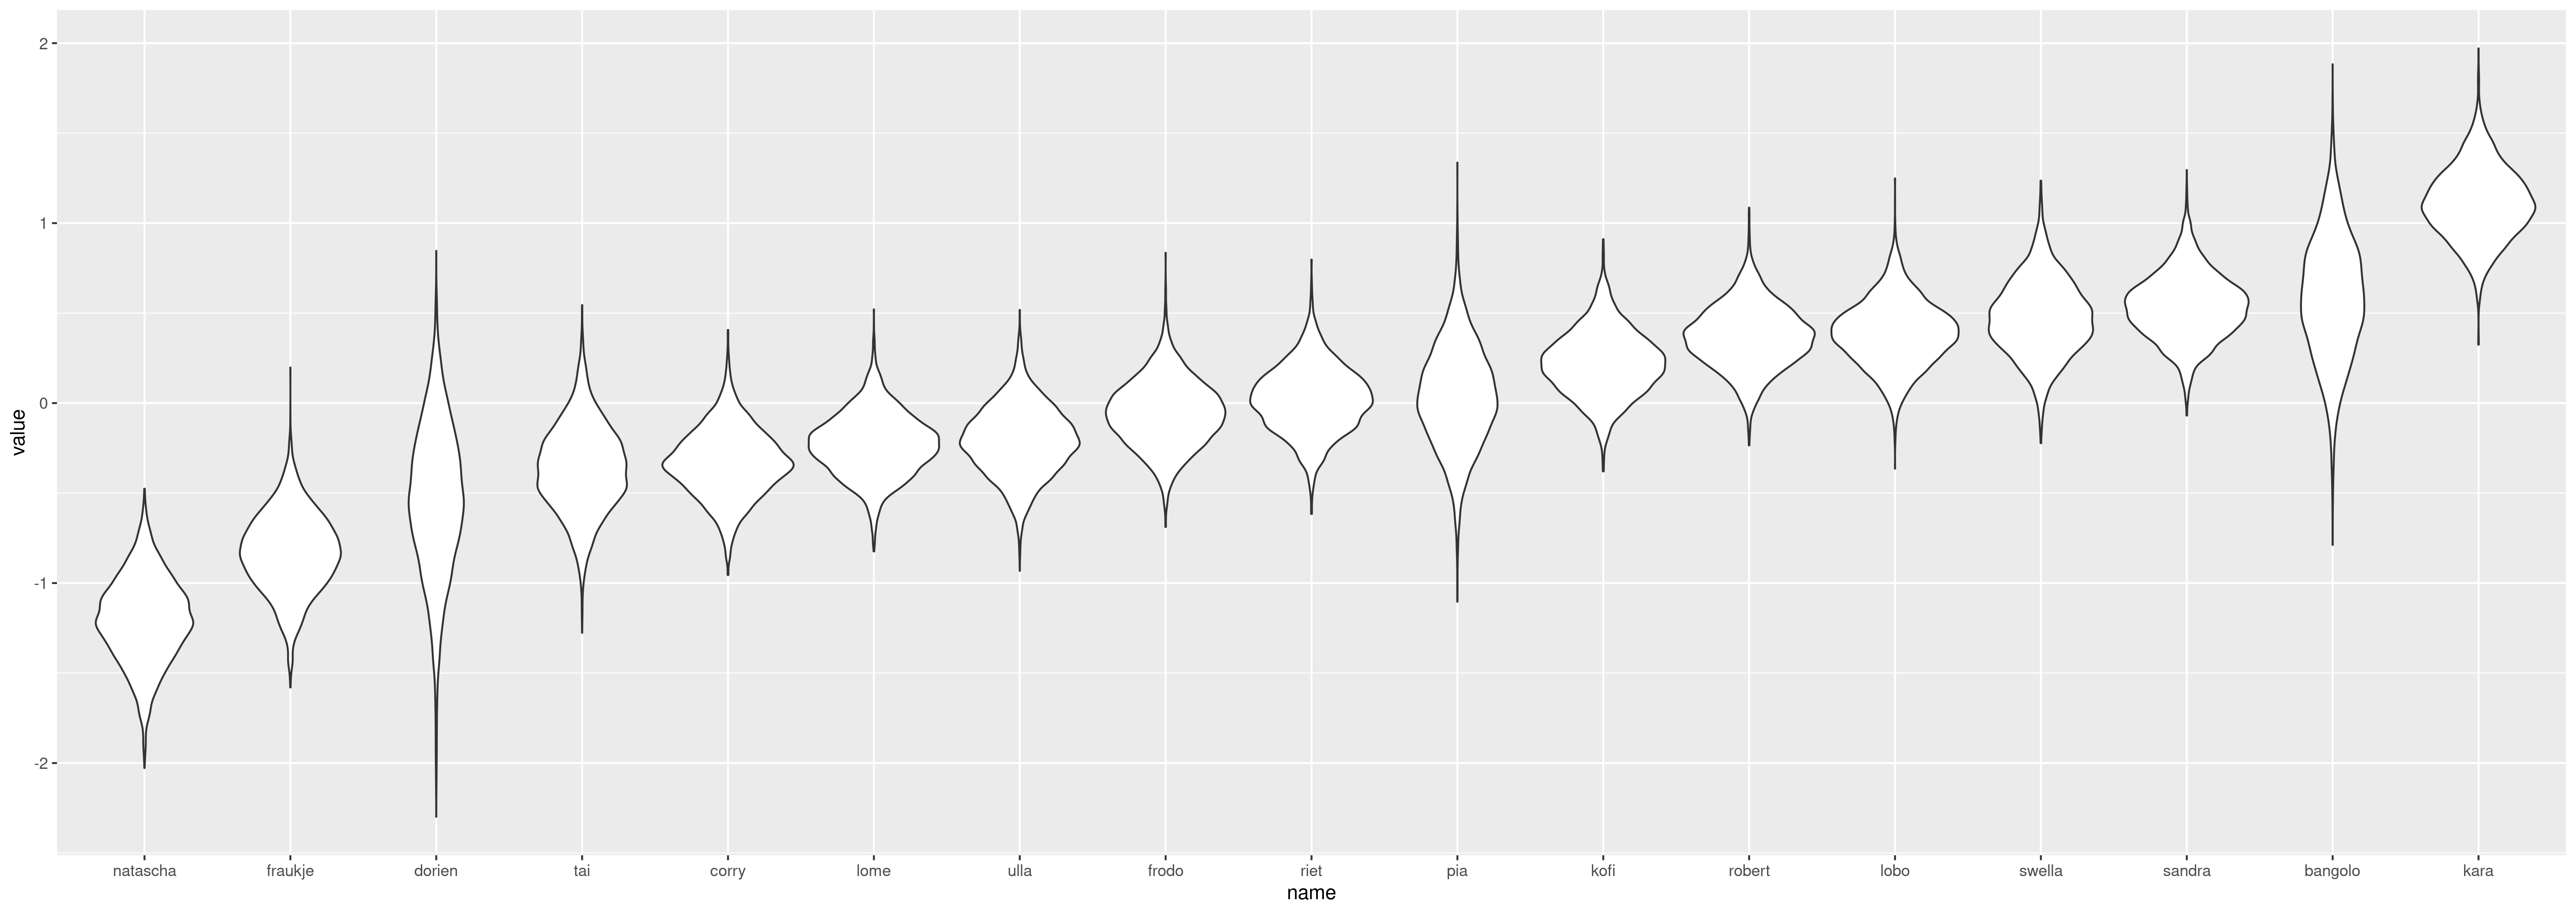 2
1
0
-1
-2
value
natascha fraukje dorien tai corry lome ulla frodo riet pia kofi robert lobo swella sandra bangolo kara
name